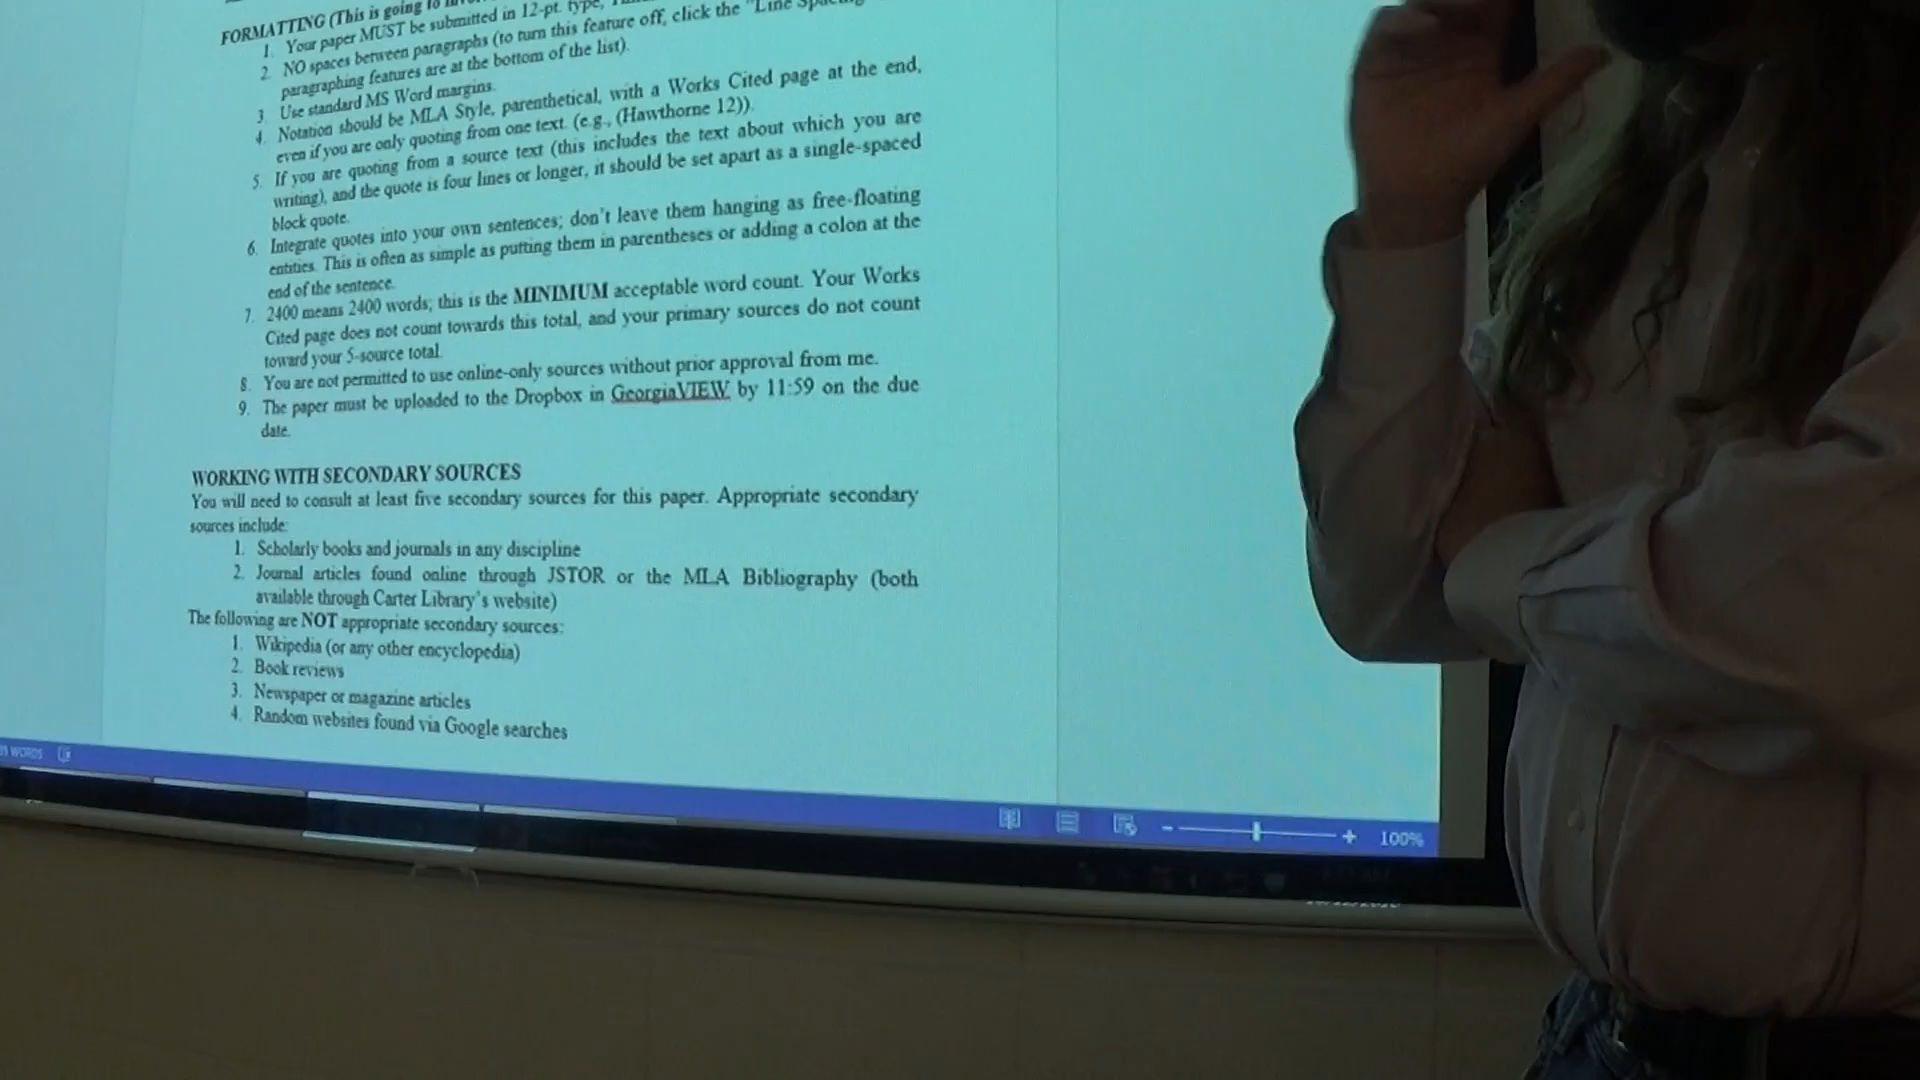 FORMATTING (This is going to
1. Your paper MUST be submitted in 12-pt. type,
2. NO spaces between paragraphs (to turn this feature off, click the "Line Spacing
paragraphing features are at the bottom of the list).
3. Use standard MS Word margins.
4. Notation should be MLA Style, parenthetical, with a Works Cited page at the end,
even if you are only quoting from one text. (e.g., (Hawthorne 12)).
5. If you are quoting from a source text (this includes the text about which you are
writing), and the quote is four lines or longer, it should be set apart as a single-spaced
block quote.
6. Integrate quotes into your own sentences; don't leave them hanging as free-floating
entities. This is often as simple as putting them in parentheses or adding a colon at the
end of the sentence.
7. 2400 means 2400 words; this is the MINIMUM acceptable word count. Your Works
Cited page does not count towards this total, and your primary sources do not count
toward your 5-source total.
8. You are not permitted to use online-only sources without prior approval from me.
9. The paper must be uploaded to the Dropbox in GeorgiaVIEW by 11:59 on the due
date.
WORKING WITH SECONDARY SOURCES
You will need to consult at least five secondary sources for this paper. Appropriate secondary
sources include:
1. Scholarly books and journals in any discipline
2. Journal articles found online through JSTOR or the MLA Bibliography (both
available through Carter Library's website)
The following are NOT appropriate secondary sources:
1. Wikipedia (or any other encyclopedia)
2. Book reviews
3. Newspaper or magazine articles
4. Random websites found via Google searches
WORDS
100%